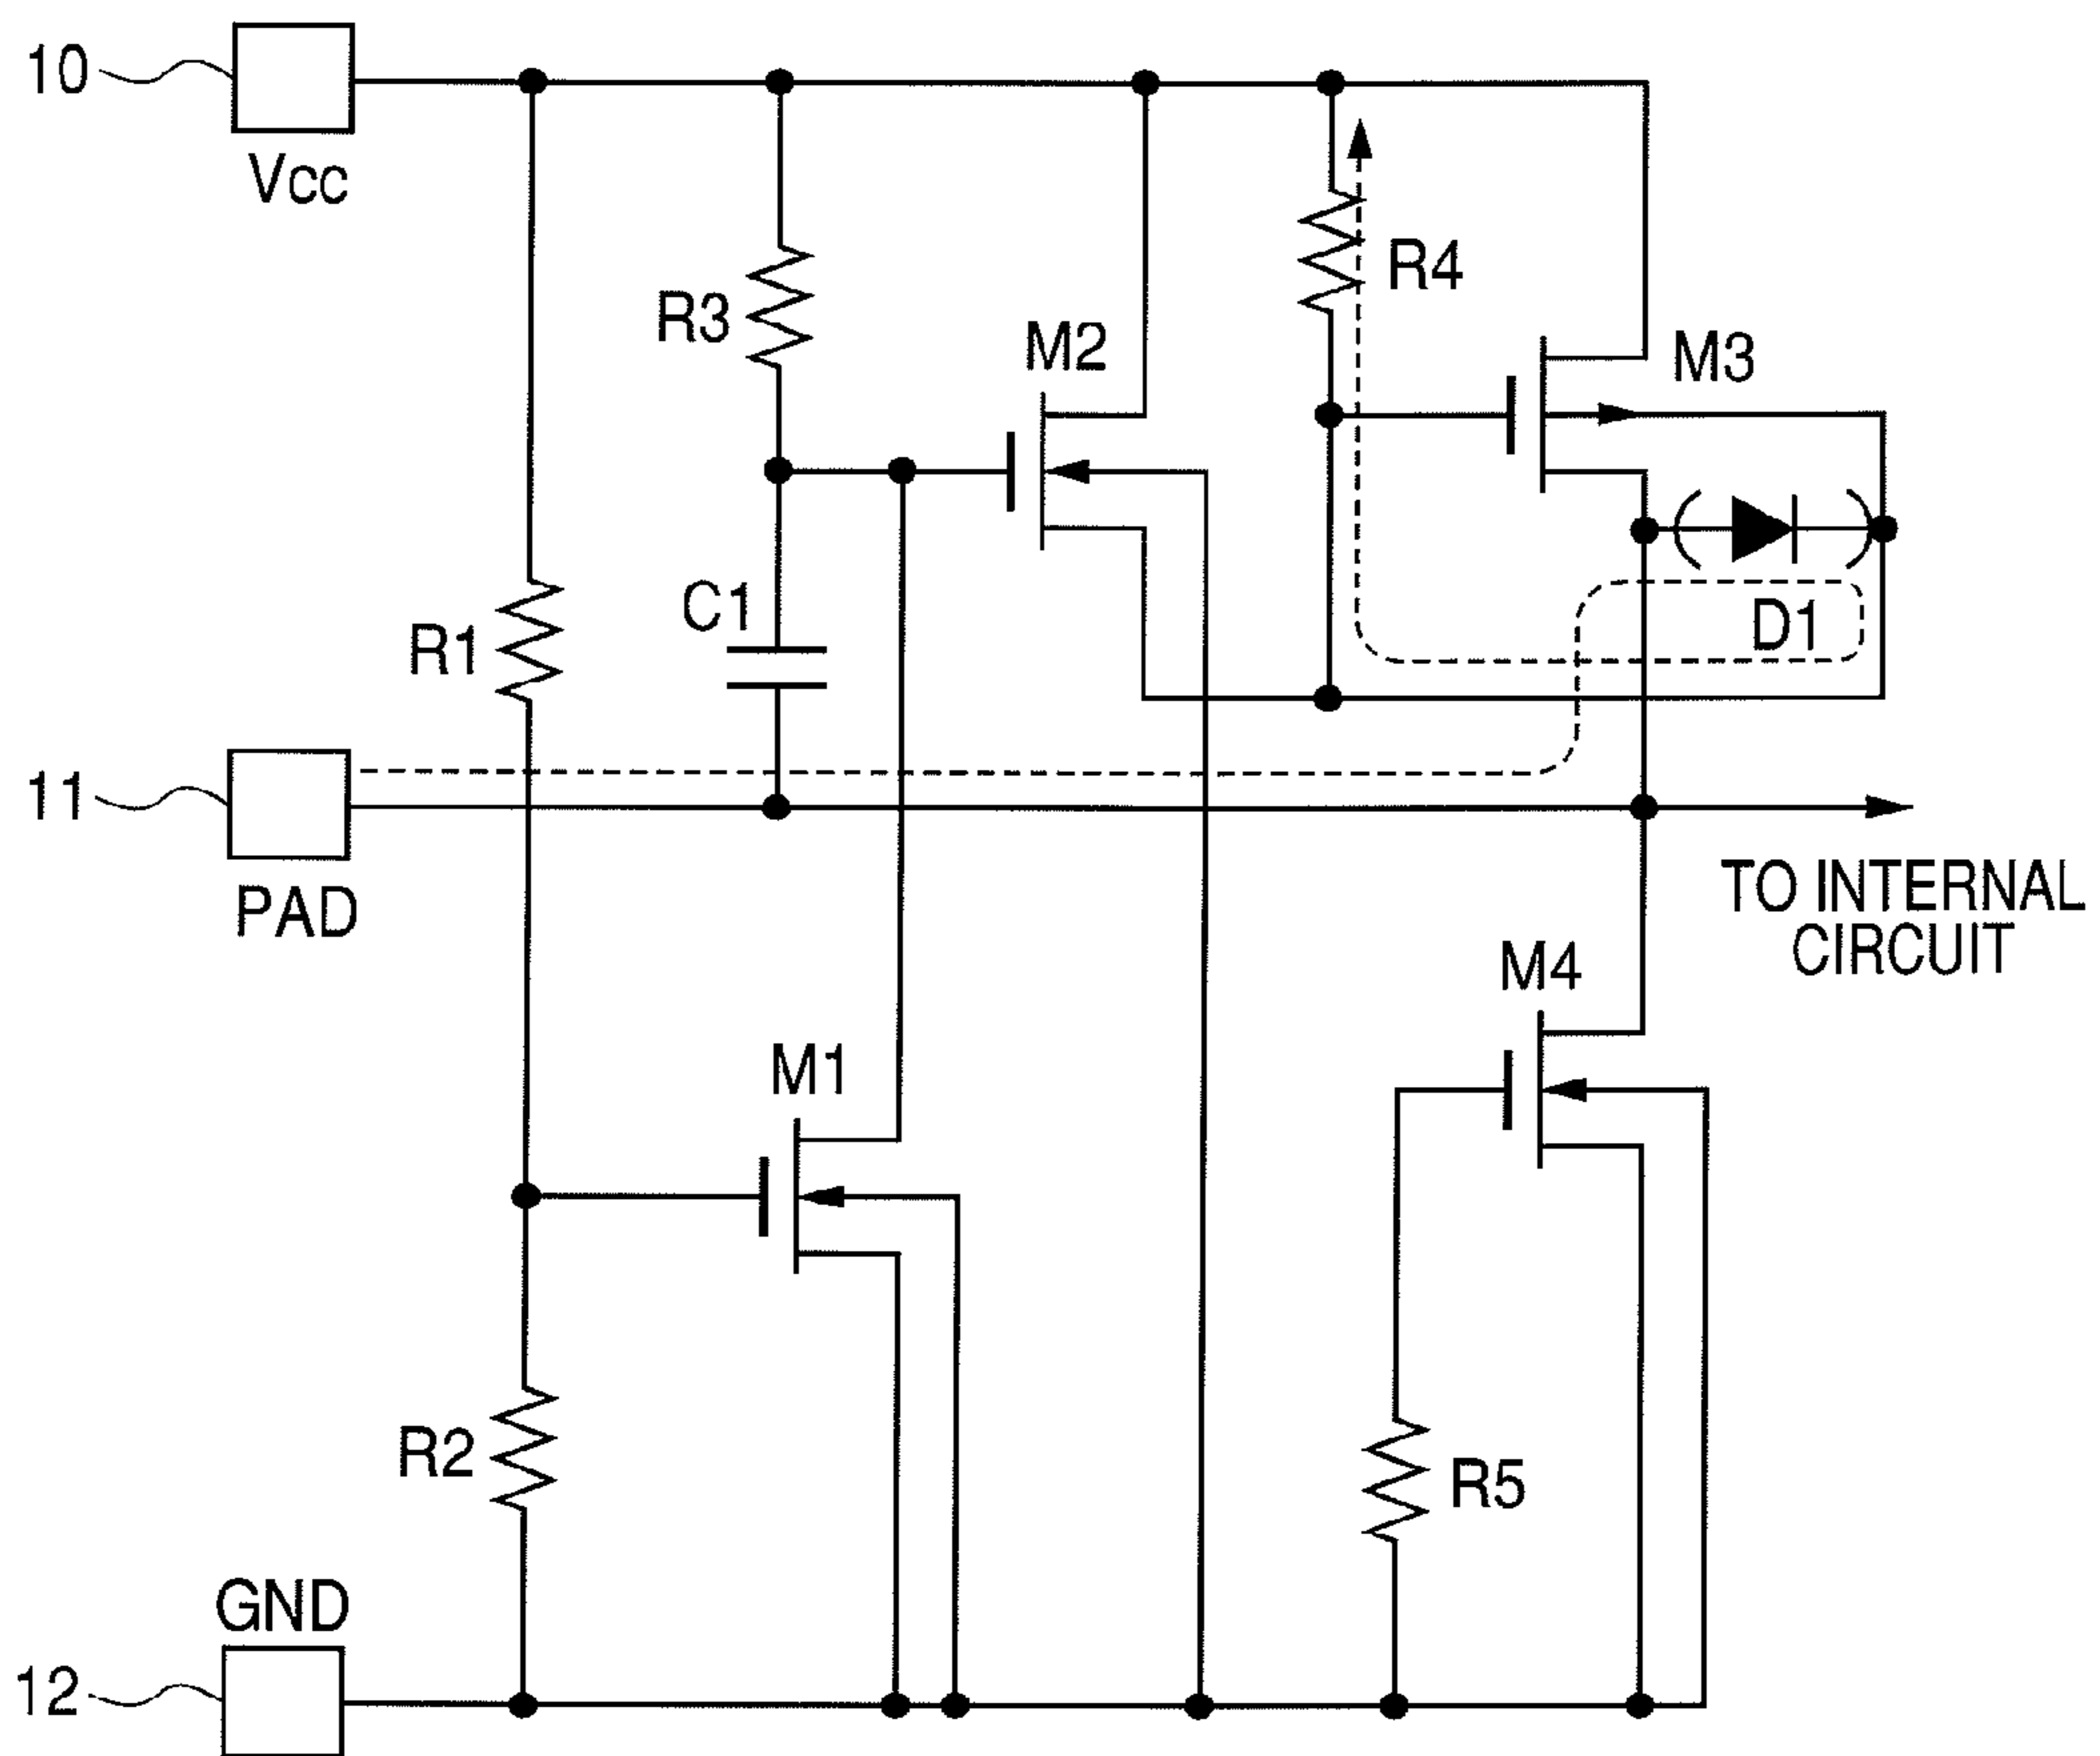 10
Vcc
R4
R3
M2
M3
C1
D1
R1
11
PAD
TO INTERNAL
CIRCUIT
M4
M1
R2
R5
GND
12